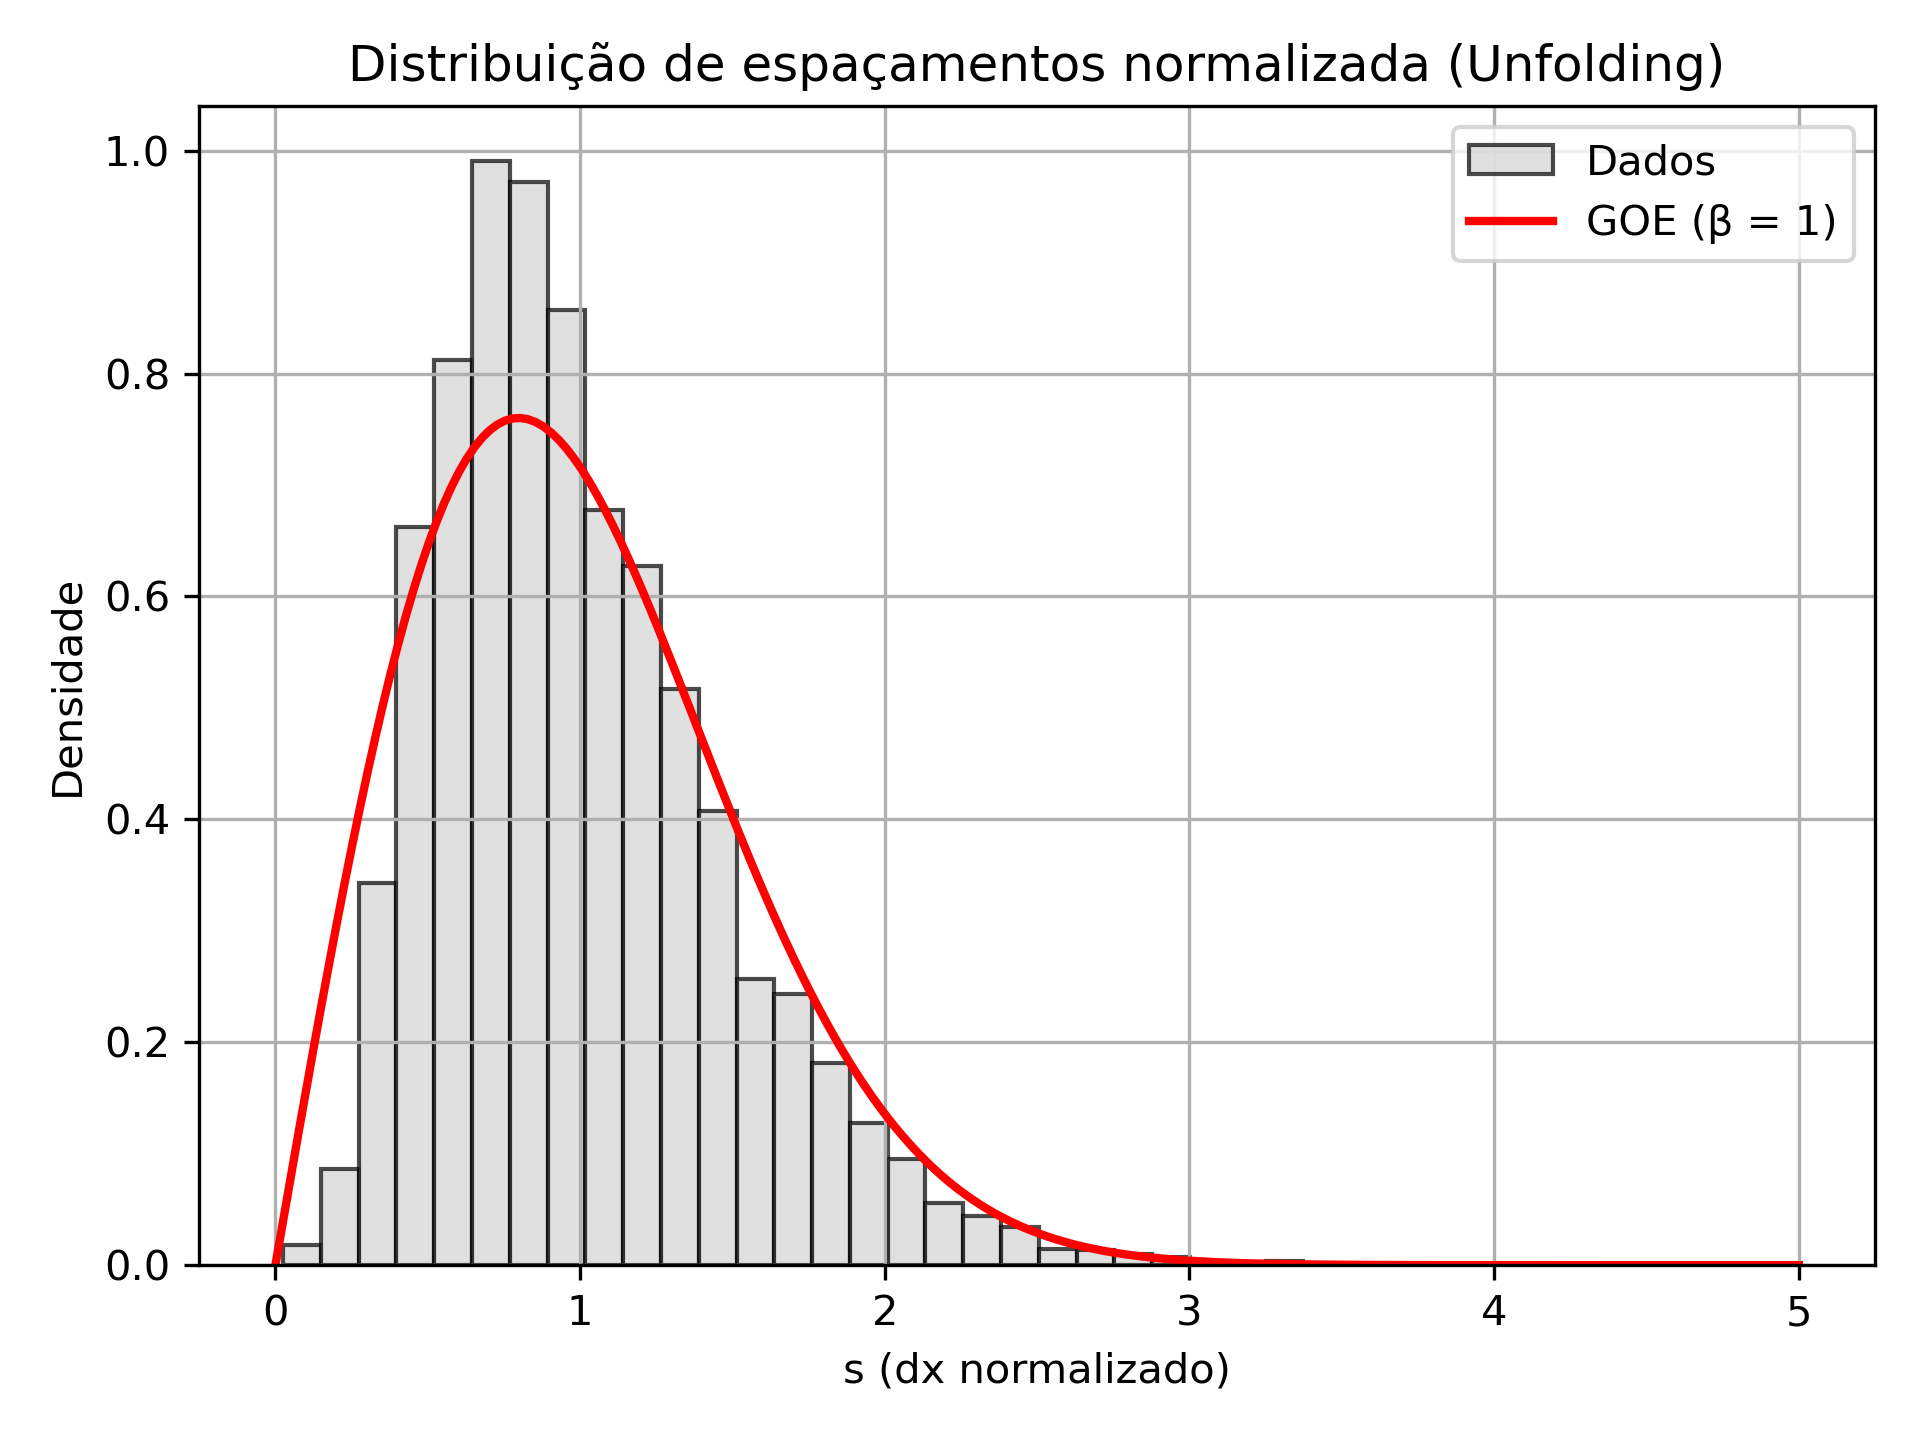 Distribuição de espaçamentos normalizada (Unfolding)
Dados
GOE (β = 1)
1.0
0.8
0.6
0.4
0.2
0.0
Densidade
0 1 2 3 4 5
s (dx normalizado)